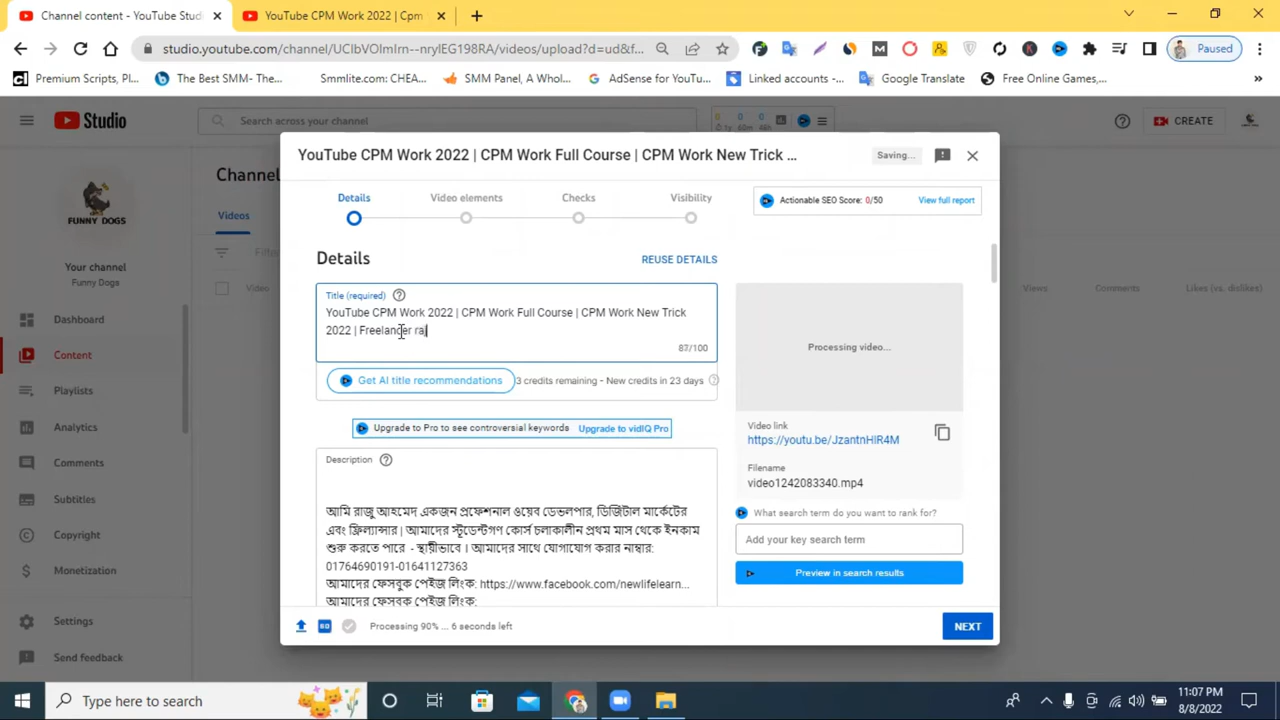 Channel content - YouTube Stud
YouTube CPM Work 2022 | Cpm
studio.youtube.com/channel/UCIbVOlmIrn--nrylEG198RA/videos/upload?d=ud&f...
Paused
Premium Scripts, Pl...
The Best SMM- The...
Smmlite.com: CHEA...
SMM Panel, A Whol...
AdSense for YouTu...
Linked accounts -...
Google Translate
Free Online Games,...
Studio
Search across your channel
0 0 0
60m 48h
CREATE
FUNNY DOGS
Your channel
Funny Dogs
Dashboard
Content
Playlists
Analytics
Comments
Subtitles
Copyright
Monetization
Settings
Send feedback
Channel
Videos
Video
Views
Comments
Likes (vs. dislikes)
YouTube CPM Work 2022 | CPM Work Full Course | CPM Work New Trick ...
Saving...
Details
Video elements
Checks
Visibility
Actionable SEO Score: 0/50
View full report
Details
REUSE DETAILS
Title (required)
YouTube CPM Work 2022 | CPM Work Full Course | CPM Work New Trick
2022 | Freelancer raj
87/100
Get AI title recommendations
3 credits remaining - New credits in 23 days
Upgrade to Pro to see controversial keywords Upgrade to vidIQ Pro
Description
আমি রাজু আহমেদ একজন প্রফেশনাল ওয়েব ডেভলপার, ডিজিটাল মার্কেটের
এবং ফ্রিল্যান্সার | আমাদের স্টূডেন্টগণ কোর্স চলাকালীন প্রথম মাস থেকে ইনকাম
শুরু করতে পারে - স্থায়ীভাবে । আমাদের সাথে যোগাযোগ করার নাম্বার:
01764690191-01641127363
আমাদের ফেসবুক পেইজ লিংক: https://www.facebook.com/newlifelearn...
আমাদের ফেসবুক পেইজ লিংক:
Processing video...
Video link
https://youtu.be/JzantnHIR4M
Filename
video1242083340.mp4
What search term do you want to rank for?
Add your key search term
Preview in search results
Processing 90% ... 6 seconds left
NEXT
Type here to search
11:07 PM
8/8/2022